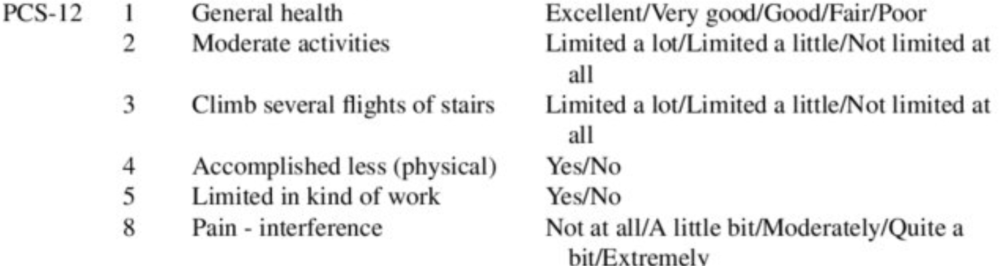 PCS-12 1 General health Excellent/Very good/Good/Fair/Poor
2 Moderate activities Limited a lot/Limited a little/Not limited at
all
3 Climb several flights of stairs Limited a lot/Limited a little/Not limited at
all
4 Accomplished less (physical) Yes/No
5 Limited in kind of work Yes/No
8 Pain - interference Not at all/A little bit/Moderately/Quite a
bit/Extremely